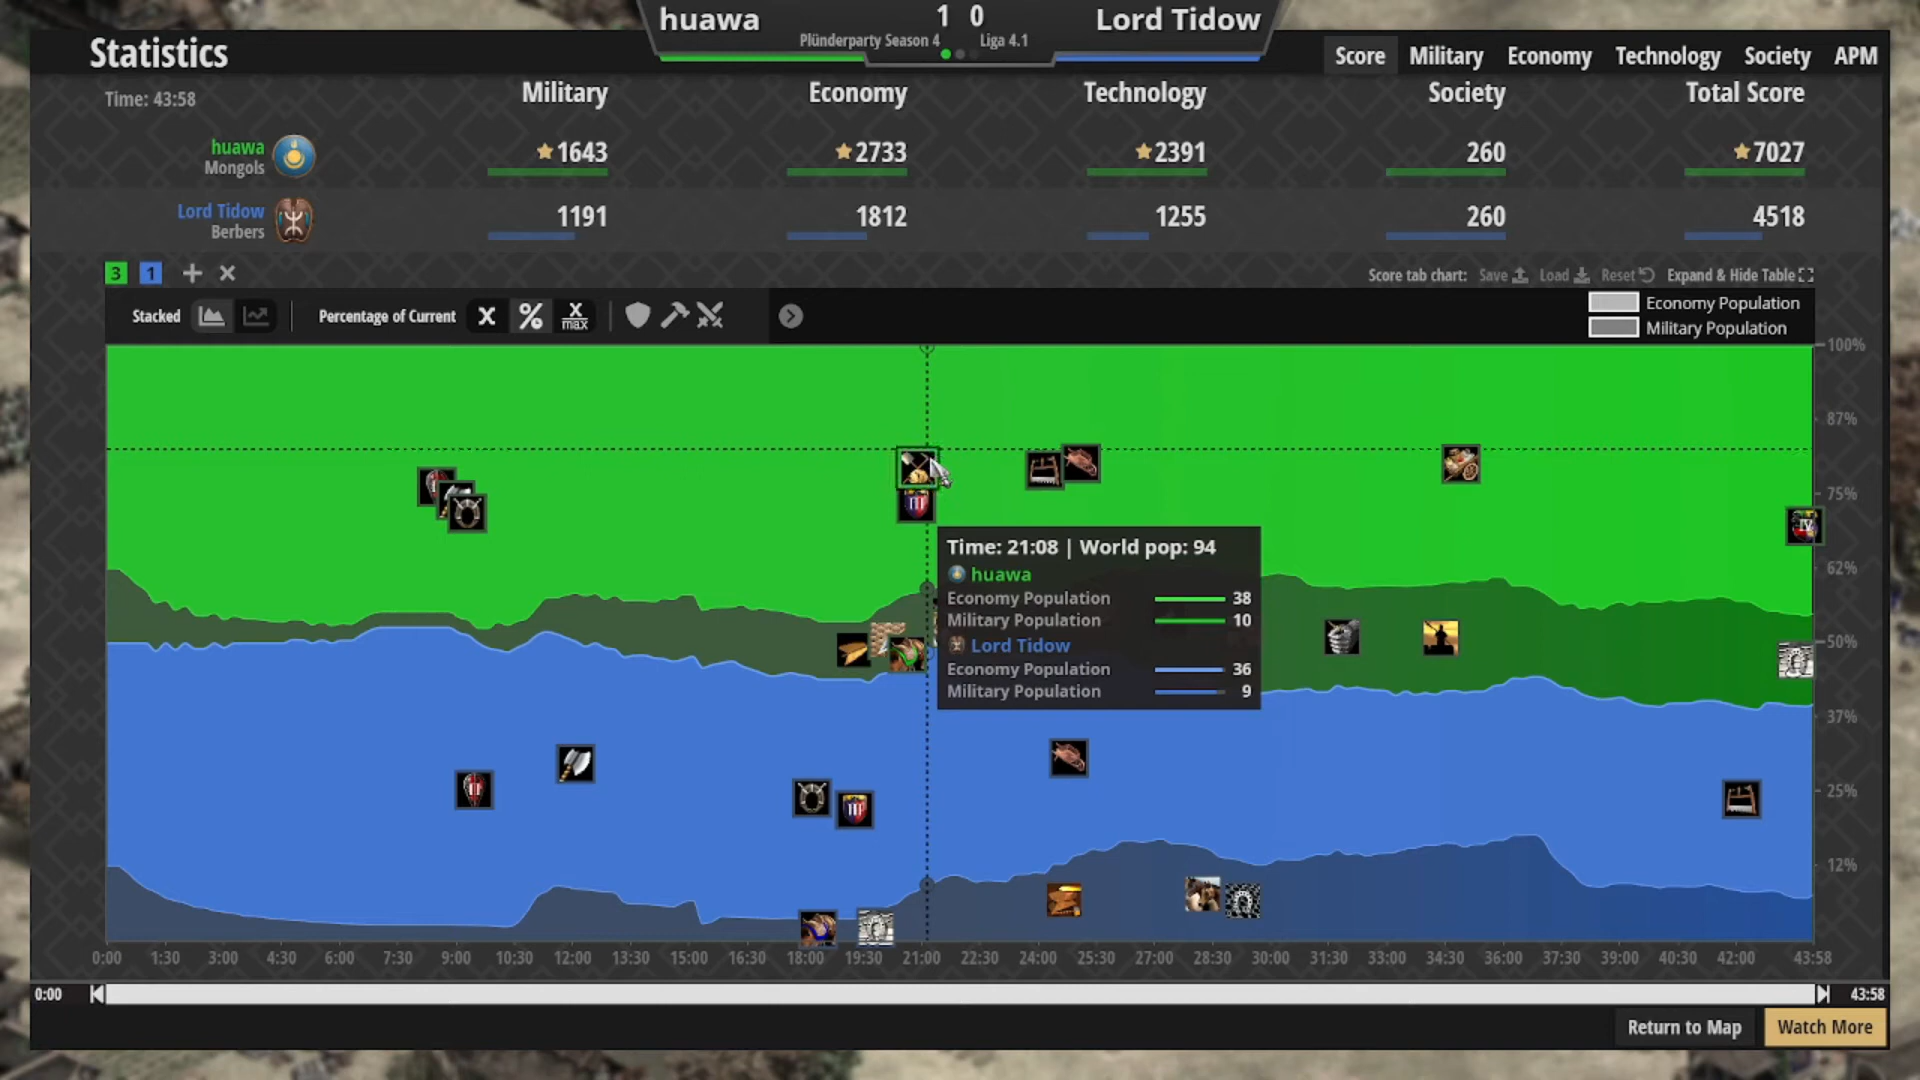 huawa 1 0 Lord Tidow
Plünderparty Season 4 Liga 4.1
Statistics
Score Military Economy Technology Society APM
Time: 43:58 Military Economy Technology Society Total Score
huawa 1643 2733 2391 260 7027
Mongols
Lord Tidow 1191 1812 1255 260 4518
Berbers
3 1
Score tab chart: Save Load Reset Expand & Hide Table
Stacked Percentage of Current X % X max
Economy Population
Military Population
100%
87%
75%
62%
50%
37%
25%
12%
III
IV
Time: 21:08 | World pop: 94
huawa
Economy Population 38
Military Population 10
Lord Tidow
Economy Population 36
Military Population 9
III
0:00 1:30 3:00 4:30 6:00 7:30 9:00 10:30 12:00 13:30 15:00 16:30 18:00 19:30 21:00 22:30 24:00 25:30 27:00 28:30 30:00 31:30 33:00 34:30 36:00 37:30 39:00 40:30 42:00 43:58
0:00 43:58
Return to Map Watch More